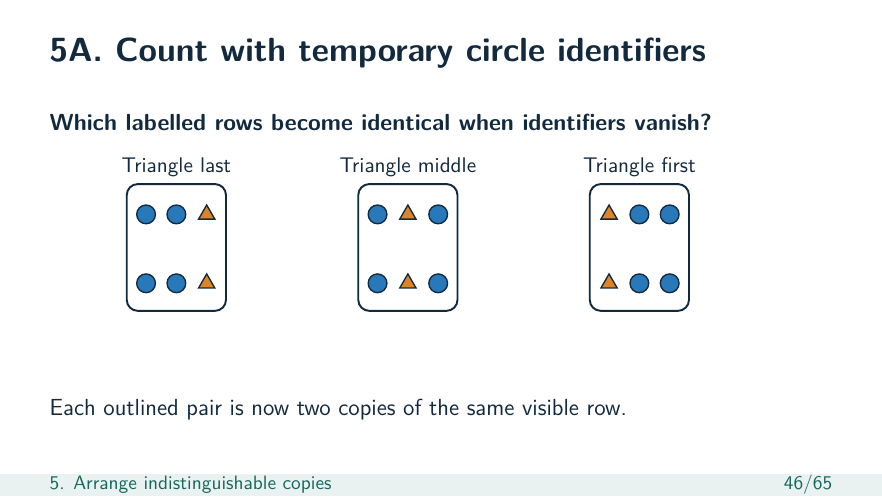 5A. Count with temporary circle identifiers
Which labelled rows become identical when identifiers vanish?
Triangle last
Triangle middle
Triangle first
Each outlined pair is now two copies of the same visible row.
5. Arrange indistinguishable copies
46/65